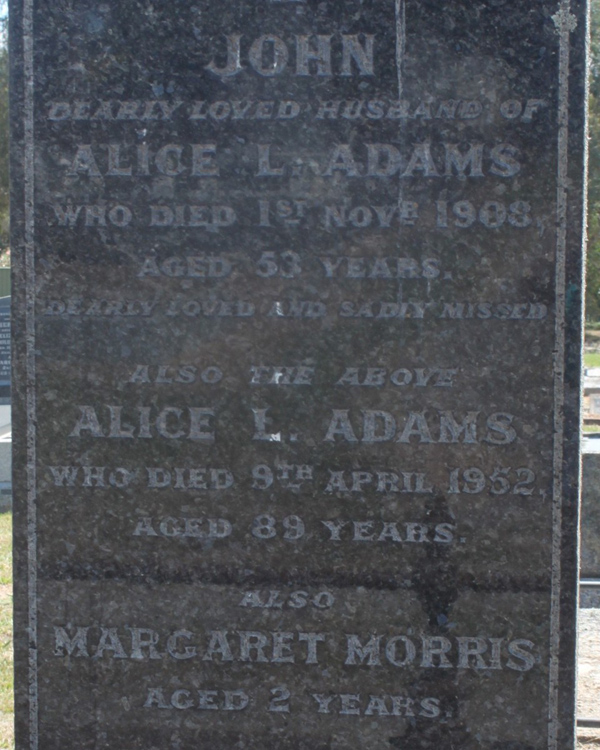 JOHN
DEARLY LOVED HUSBAND OF
ALICE L. ADAMS
WHO DIED 1ST NOVR 1908,
AGED 53 YEARS.
DEARLY LOVED AND SADLY MISSED
ALSO THE ABOVE
ALICE L. ADAMS
WHO DIED 9TH APRIL 1952,
AGED 89 YEARS.
ALSO
MARGARET MORRIS
AGED 2 YEARS.